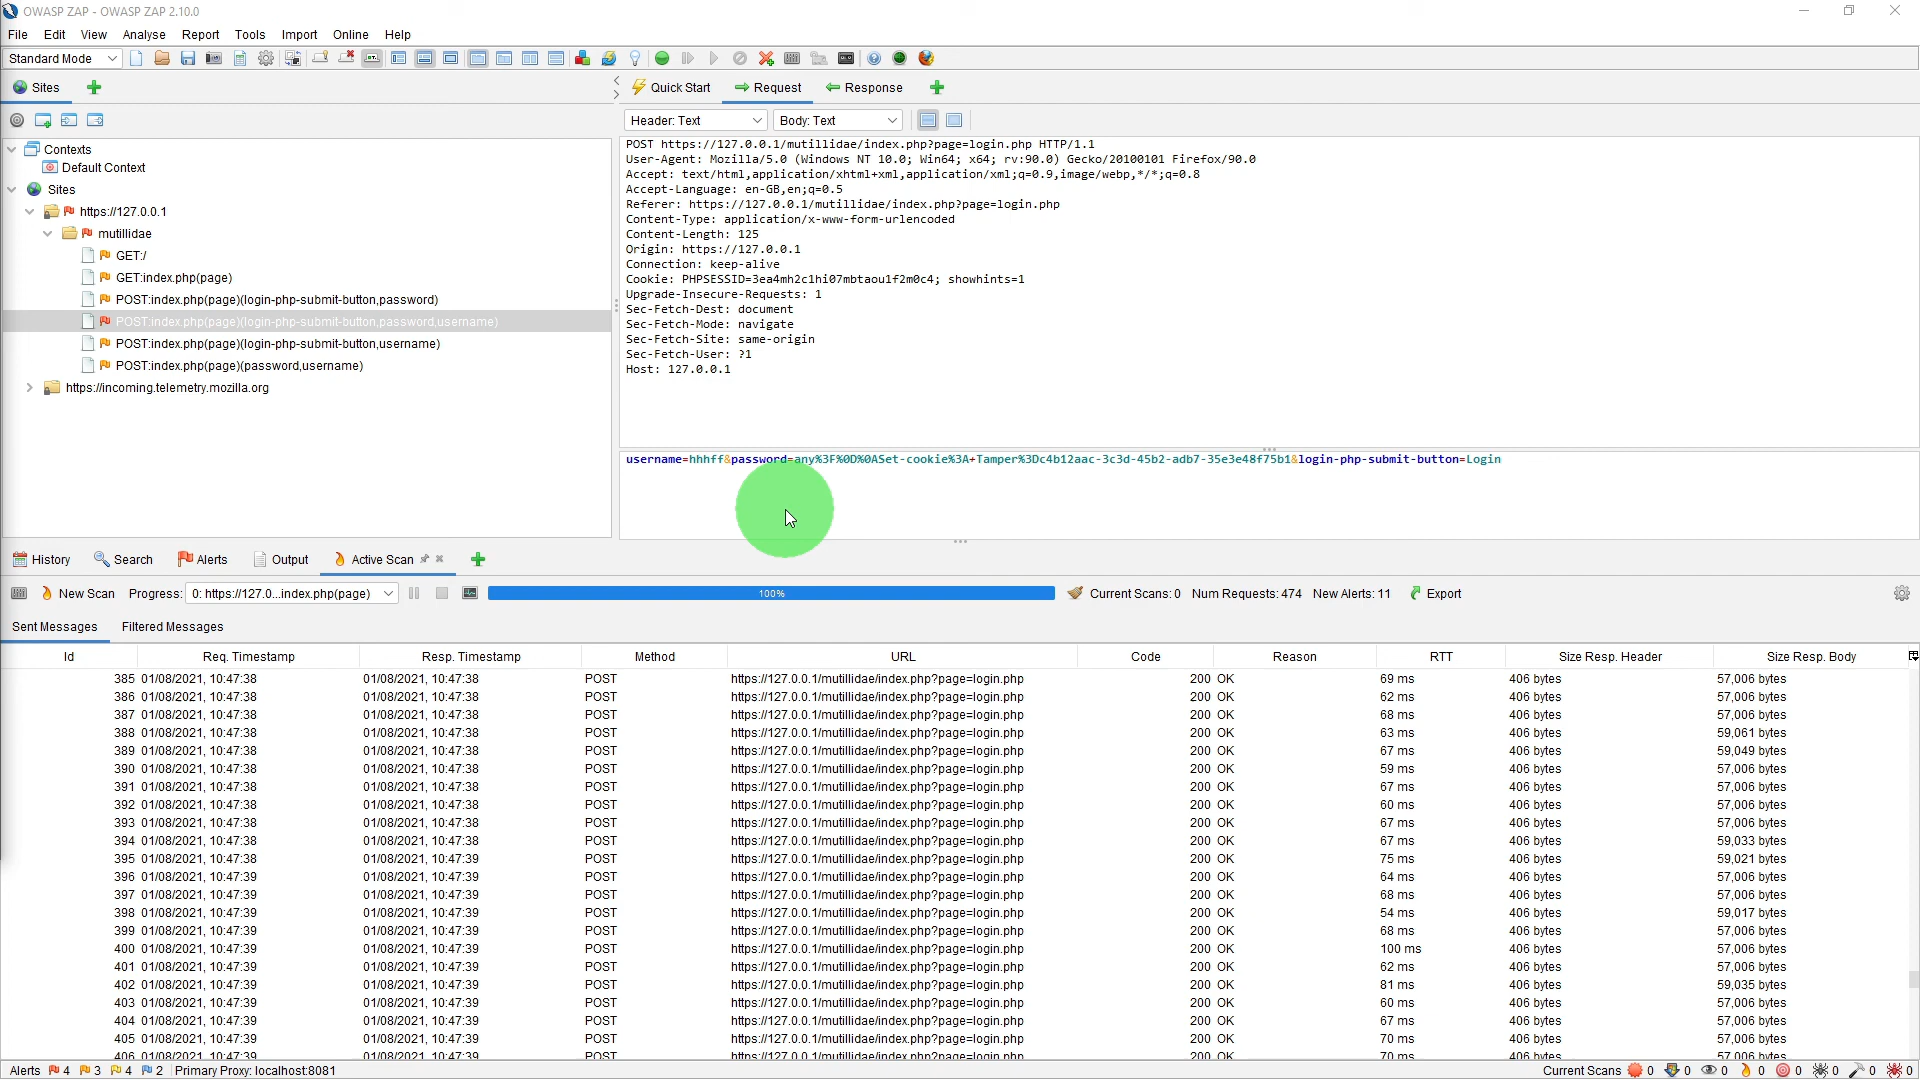 OWASP ZAP - OWASP ZAP 2.10.0
File Edit View Analyse Report Tools Import Online Help
Standard Mode
Sites
Quick Start Request Response
Header: Text Body: Text
Contexts
Default Context
Sites
https://127.0.0.1
mutillidae
GET:/
GET:index.php(page)
POST:index.php(page)(login-php-submit-button,password)
POST:index.php(page)(login-php-submit-button,password,username)
POST:index.php(page)(login-php-submit-button,username)
POST:index.php(page)(password,username)
https://incoming.telemetry.mozilla.org
POST https://127.0.0.1/mutillidae/index.php?page=login.php HTTP/1.1
User-Agent: Mozilla/5.0 (Windows NT 10.0; Win64; x64; rv:90.0) Gecko/20100101 Firefox/90.0
Accept: text/html,application/xhtml+xml,application/xml;q=0.9,image/webp,*/*;q=0.8
Accept-Language: en-GB,en;q=0.5
Referer: https://127.0.0.1/mutillidae/index.php?page=login.php
Content-Type: application/x-www-form-urlencoded
Content-Length: 125
Origin: https://127.0.0.1
Connection: keep-alive
Cookie: PHPSESSID=3ea4mh2c1hi07mbtaou1f2m0c4; showhints=1
Upgrade-Insecure-Requests: 1
Sec-Fetch-Dest: document
Sec-Fetch-Mode: navigate
Sec-Fetch-Site: same-origin
Sec-Fetch-User: ?1
Host: 127.0.0.1
username=hhhff&password=any%3F%0D%0ASet-cookie%3A+Tamper%3Dc4b12aac-3c3d-45b2-adb7-35e3e48f75b1&login-php-submit-button=Login
History Search Alerts Output Active Scan
New Scan Progress: 0: https://127.0...index.php(page) 100% Current Scans: 0 Num Requests: 474 New Alerts: 11 Export
Sent Messages Filtered Messages
Id Req. Timestamp Resp. Timestamp Method URL Code Reason RTT Size Resp. Header Size Resp. Body
385 01/08/2021, 10:47:38 01/08/2021, 10:47:38 POST https://127.0.0.1/mutillidae/index.php?page=login.php 200 OK 69 ms 406 bytes 57,006 bytes
386 01/08/2021, 10:47:38 01/08/2021, 10:47:38 POST https://127.0.0.1/mutillidae/index.php?page=login.php 200 OK 62 ms 406 bytes 57,006 bytes
387 01/08/2021, 10:47:38 01/08/2021, 10:47:38 POST https://127.0.0.1/mutillidae/index.php?page=login.php 200 OK 68 ms 406 bytes 57,006 bytes
388 01/08/2021, 10:47:38 01/08/2021, 10:47:38 POST https://127.0.0.1/mutillidae/index.php?page=login.php 200 OK 63 ms 406 bytes 59,061 bytes
389 01/08/2021, 10:47:38 01/08/2021, 10:47:38 POST https://127.0.0.1/mutillidae/index.php?page=login.php 200 OK 67 ms 406 bytes 59,049 bytes
390 01/08/2021, 10:47:38 01/08/2021, 10:47:38 POST https://127.0.0.1/mutillidae/index.php?page=login.php 200 OK 59 ms 406 bytes 57,006 bytes
391 01/08/2021, 10:47:38 01/08/2021, 10:47:38 POST https://127.0.0.1/mutillidae/index.php?page=login.php 200 OK 67 ms 406 bytes 57,006 bytes
392 01/08/2021, 10:47:38 01/08/2021, 10:47:38 POST https://127.0.0.1/mutillidae/index.php?page=login.php 200 OK 60 ms 406 bytes 57,006 bytes
393 01/08/2021, 10:47:38 01/08/2021, 10:47:38 POST https://127.0.0.1/mutillidae/index.php?page=login.php 200 OK 67 ms 406 bytes 57,006 bytes
394 01/08/2021, 10:47:38 01/08/2021, 10:47:38 POST https://127.0.0.1/mutillidae/index.php?page=login.php 200 OK 67 ms 406 bytes 59,033 bytes
395 01/08/2021, 10:47:38 01/08/2021, 10:47:39 POST https://127.0.0.1/mutillidae/index.php?page=login.php 200 OK 75 ms 406 bytes 59,021 bytes
396 01/08/2021, 10:47:39 01/08/2021, 10:47:39 POST https://127.0.0.1/mutillidae/index.php?page=login.php 200 OK 64 ms 406 bytes 57,006 bytes
397 01/08/2021, 10:47:39 01/08/2021, 10:47:39 POST https://127.0.0.1/mutillidae/index.php?page=login.php 200 OK 68 ms 406 bytes 57,006 bytes
398 01/08/2021, 10:47:39 01/08/2021, 10:47:39 POST https://127.0.0.1/mutillidae/index.php?page=login.php 200 OK 54 ms 406 bytes 59,017 bytes
399 01/08/2021, 10:47:39 01/08/2021, 10:47:39 POST https://127.0.0.1/mutillidae/index.php?page=login.php 200 OK 68 ms 406 bytes 57,006 bytes
400 01/08/2021, 10:47:39 01/08/2021, 10:47:39 POST https://127.0.0.1/mutillidae/index.php?page=login.php 200 OK 100 ms 406 bytes 57,006 bytes
401 01/08/2021, 10:47:39 01/08/2021, 10:47:39 POST https://127.0.0.1/mutillidae/index.php?page=login.php 200 OK 62 ms 406 bytes 57,006 bytes
402 01/08/2021, 10:47:39 01/08/2021, 10:47:39 POST https://127.0.0.1/mutillidae/index.php?page=login.php 200 OK 81 ms 406 bytes 59,035 bytes
403 01/08/2021, 10:47:39 01/08/2021, 10:47:39 POST https://127.0.0.1/mutillidae/index.php?page=login.php 200 OK 60 ms 406 bytes 57,006 bytes
404 01/08/2021, 10:47:39 01/08/2021, 10:47:39 POST https://127.0.0.1/mutillidae/index.php?page=login.php 200 OK 67 ms 406 bytes 57,006 bytes
405 01/08/2021, 10:47:39 01/08/2021, 10:47:39 POST https://127.0.0.1/mutillidae/index.php?page=login.php 200 OK 70 ms 406 bytes 57,006 bytes
406 01/08/2021, 10:47:39 01/08/2021, 10:47:39 POST https://127.0.0.1/mutillidae/index.php?page=login.php 200 OK 70 ms 406 bytes 57,006 bytes
Alerts 4 3 4 2 Primary Proxy: localhost:8081 Current Scans 0 0 0 0 0 0 0 0